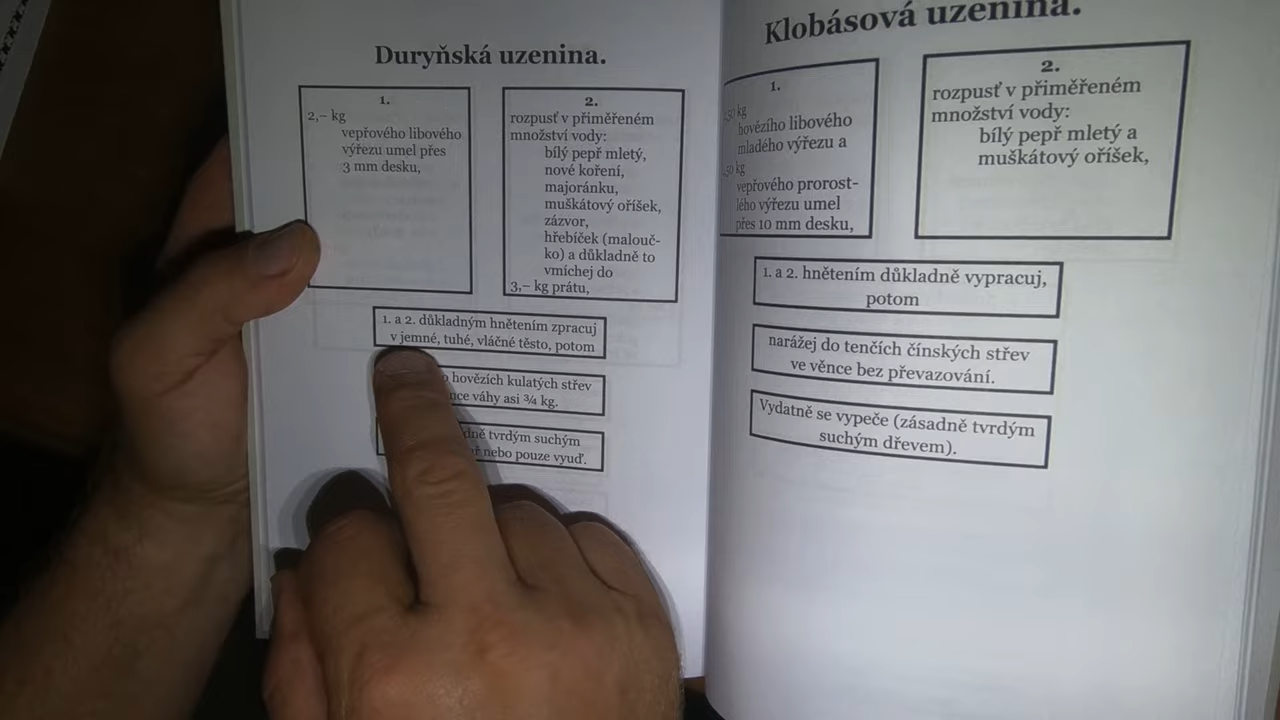 Duryňská uzenina.
1.
2,– kg
vepřového libového
výřezu umel přes
3 mm desku,
2.
rozpusť v přiměřeném
množství vody:
bílý pepř mletý,
nové koření,
majoránku,
muškátový oříšek,
zázvor,
hřebíček (malouč-
ko) a důkladně to
vmíchej do
3,– kg prátu,
1. a 2. důkladným hnětením zpracuj
v jemné, tuhé, vláčné těsto, potom
hovězích kulatých střev
váhy asi ¾ kg.
tvrdým suchým
nebo pouze vyuď.
Klobásová uzenina.
1.
kg
hovězího libového
mladého výřezu a
kg
vepřového prorost-
lého výřezu umel
přes 10 mm desku,
2.
rozpusť v přiměřeném
množství vody:
bílý pepř mletý a
muškátový oříšek,
1. a 2. hnětením důkladně vypracuj,
potom
narážej do tenčích čínských střev
ve věnce bez převazování.
Vydatně se vypeče (zásadně tvrdým
suchým dřevem).